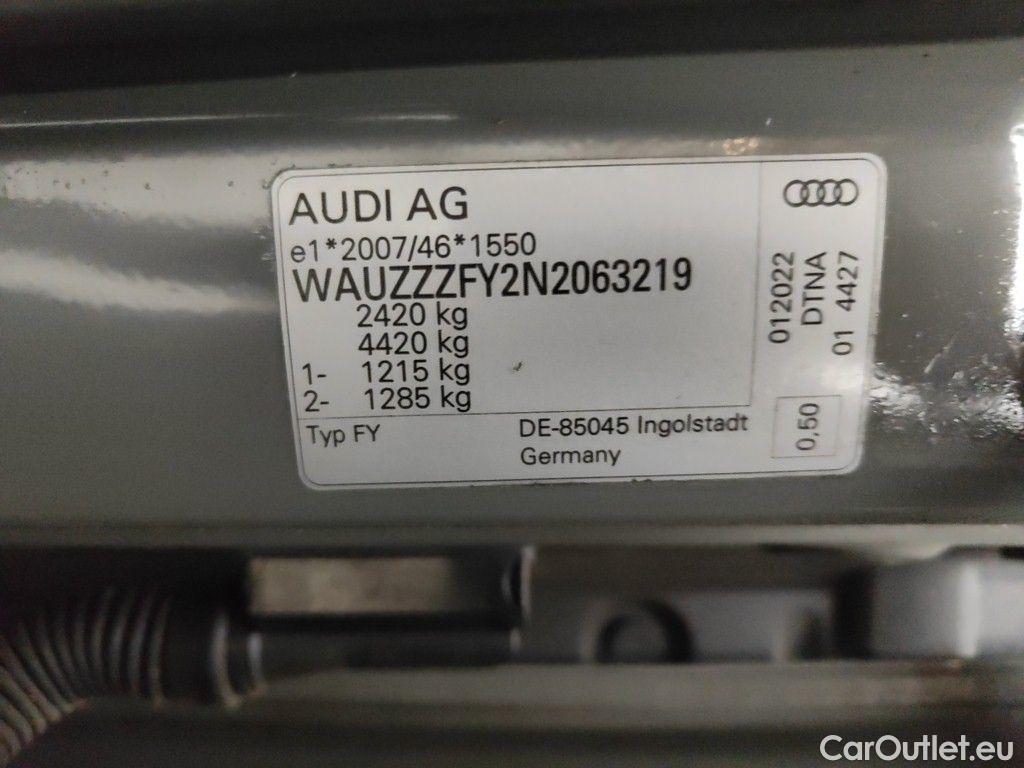 AUDI AG
e1*2007/46*1550
WAUZZZFY2N2063219
2420 kg
4420 kg
1- 1215 kg
2- 1285 kg
Typ FY
DE-85045 Ingolstadt
Germany
012022
DTNA
01 4427
0,50
CarOutlet.eu